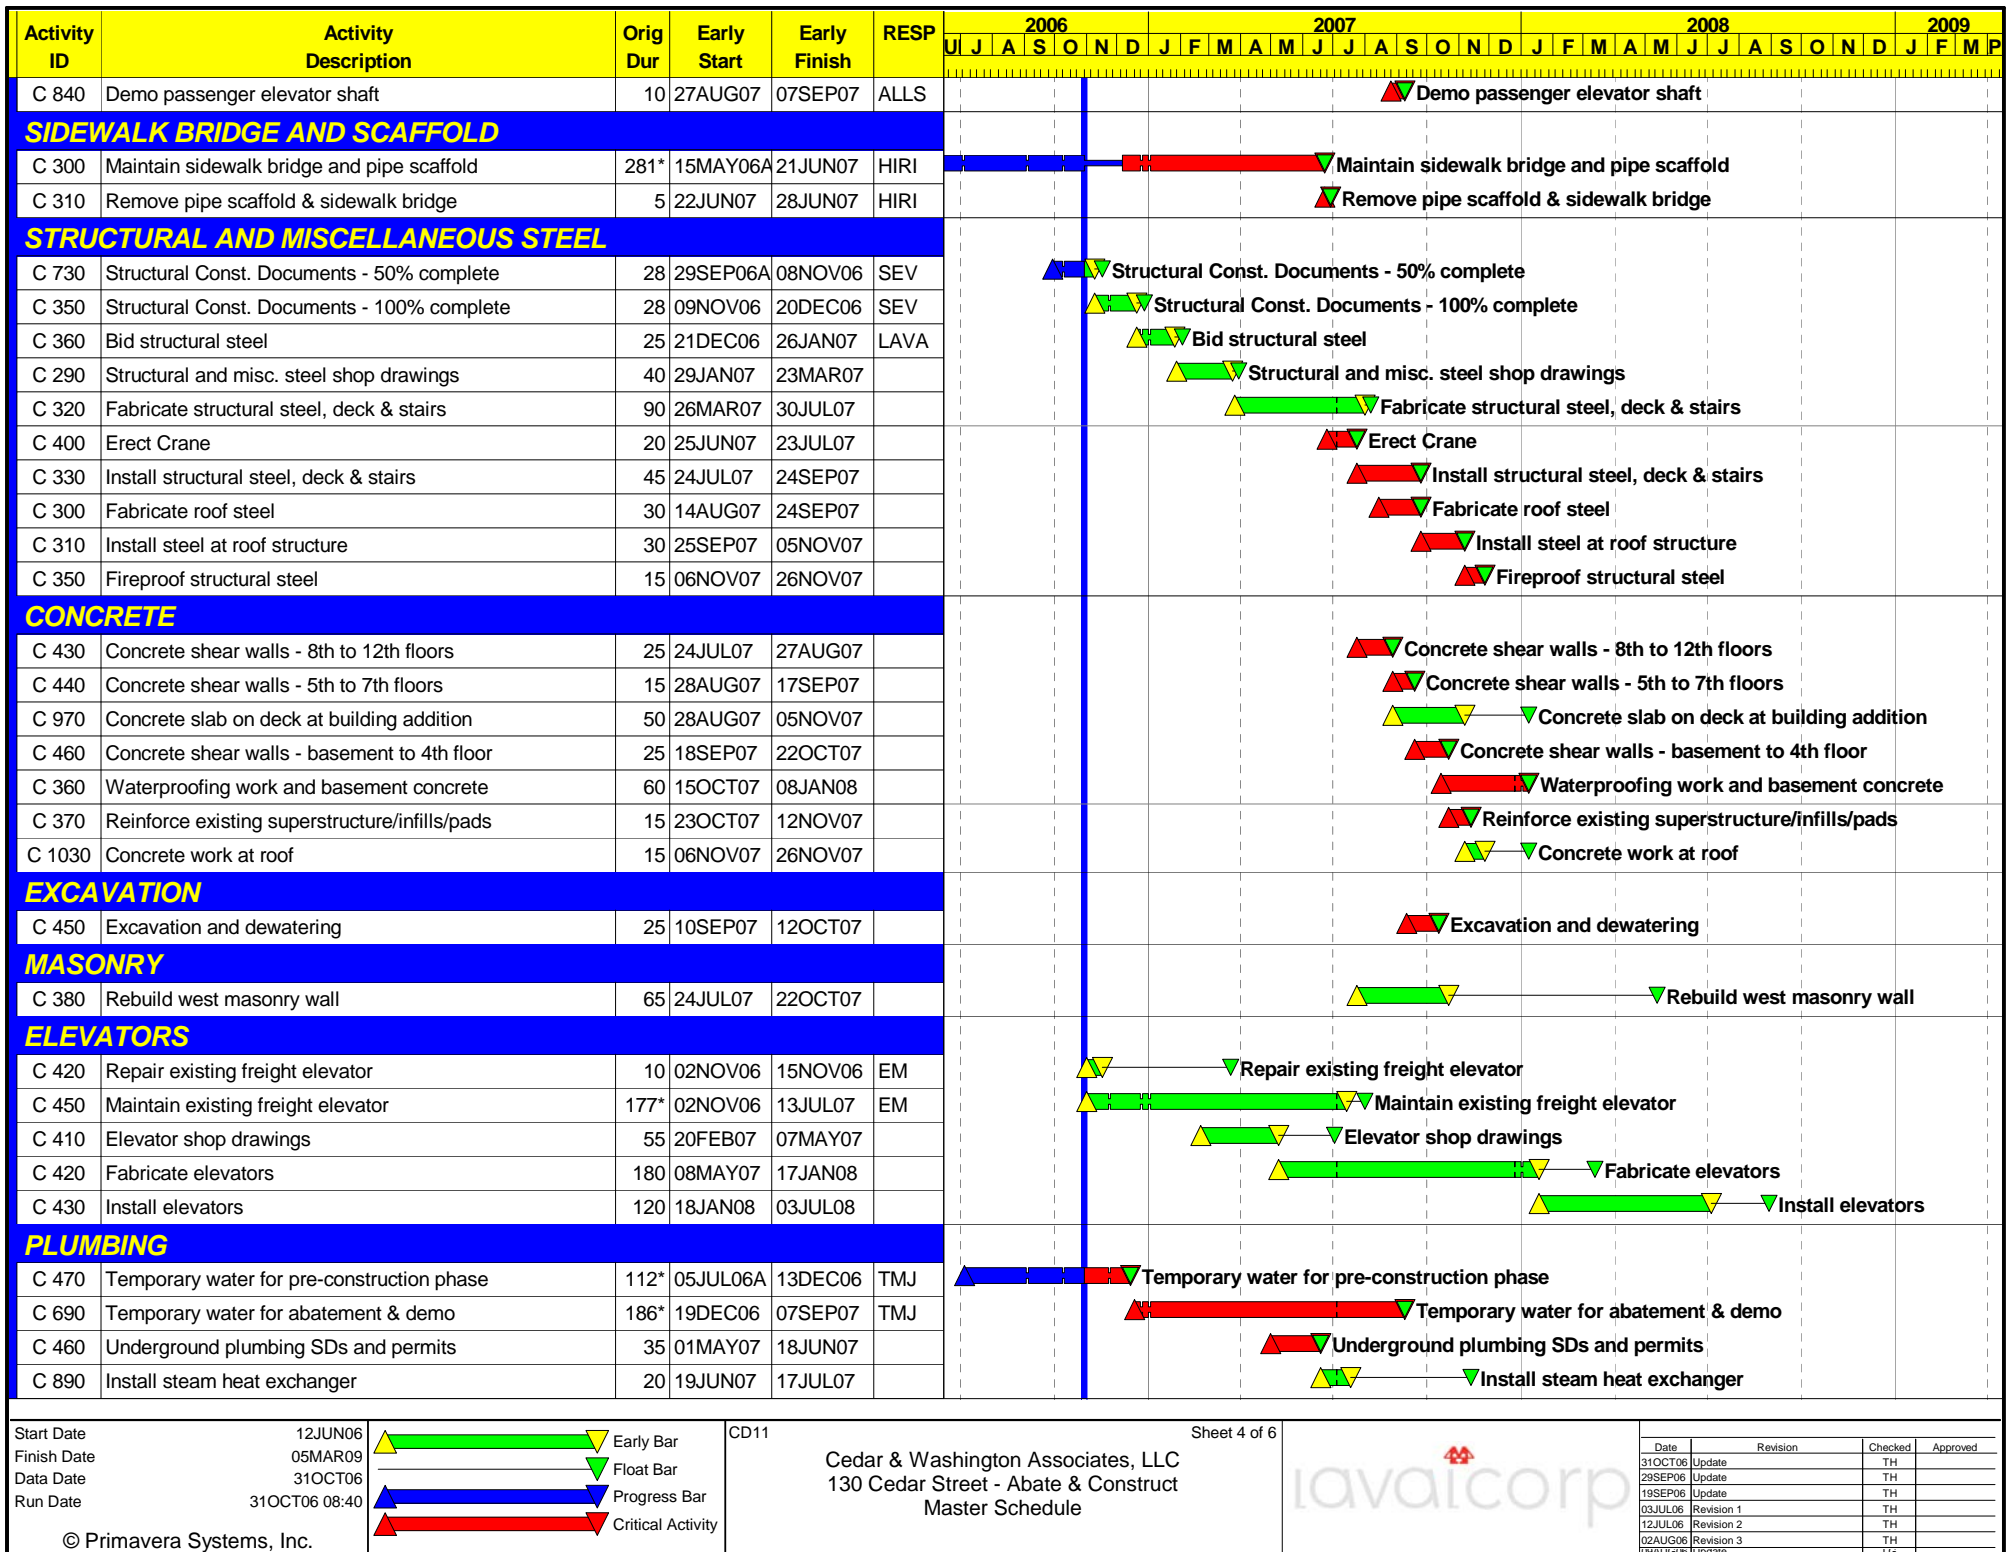 Activity ID Activity Description Orig Dur Early Start Early Finish RESP
2006 2007 2008 2009
J A S O N D J F M A M J J A S O N D J F M A M J J A S O N D J F M
C 840 Demo passenger elevator shaft 10 27AUG07 07SEP07 ALLS Demo passenger elevator shaft
SIDEWALK BRIDGE AND SCAFFOLD
C 300 Maintain sidewalk bridge and pipe scaffold 281* 15MAY06A 21JUN07 HIRI Maintain sidewalk bridge and pipe scaffold
C 310 Remove pipe scaffold & sidewalk bridge 5 22JUN07 28JUN07 HIRI Remove pipe scaffold & sidewalk bridge
STRUCTURAL AND MISCELLANEOUS STEEL
C 730 Structural Const. Documents - 50% complete 28 29SEP06A 08NOV06 SEV Structural Const. Documents - 50% complete
C 350 Structural Const. Documents - 100% complete 28 09NOV06 20DEC06 SEV Structural Const. Documents - 100% complete
C 360 Bid structural steel 25 21DEC06 26JAN07 LAVA Bid structural steel
C 290 Structural and misc. steel shop drawings 40 29JAN07 23MAR07 Structural and misc. steel shop drawings
C 320 Fabricate structural steel, deck & stairs 90 26MAR07 30JUL07 Fabricate structural steel, deck & stairs
C 400 Erect Crane 20 25JUN07 23JUL07 Erect Crane
C 330 Install structural steel, deck & stairs 45 24JUL07 24SEP07 Install structural steel, deck & stairs
C 300 Fabricate roof steel 30 14AUG07 24SEP07 Fabricate roof steel
C 310 Install steel at roof structure 30 25SEP07 05NOV07 Install steel at roof structure
C 350 Fireproof structural steel 15 06NOV07 26NOV07 Fireproof structural steel
CONCRETE
C 430 Concrete shear walls - 8th to 12th floors 25 24JUL07 27AUG07 Concrete shear walls - 8th to 12th floors
C 440 Concrete shear walls - 5th to 7th floors 15 28AUG07 17SEP07 Concrete shear walls - 5th to 7th floors
C 970 Concrete slab on deck at building addition 50 28AUG07 05NOV07 Concrete slab on deck at building addition
C 460 Concrete shear walls - basement to 4th floor 25 18SEP07 22OCT07 Concrete shear walls - basement to 4th floor
C 360 Waterproofing work and basement concrete 60 15OCT07 08JAN08 Waterproofing work and basement concrete
C 370 Reinforce existing superstructure/infills/pads 15 23OCT07 12NOV07 Reinforce existing superstructure/infills/pads
C 1030 Concrete work at roof 15 06NOV07 26NOV07 Concrete work at roof
EXCAVATION
C 450 Excavation and dewatering 25 10SEP07 12OCT07 Excavation and dewatering
MASONRY
C 380 Rebuild west masonry wall 65 24JUL07 22OCT07 Rebuild west masonry wall
ELEVATORS
C 420 Repair existing freight elevator 10 02NOV06 15NOV06 EM Repair existing freight elevator
C 450 Maintain existing freight elevator 177* 02NOV06 13JUL07 EM Maintain existing freight elevator
C 410 Elevator shop drawings 55 20FEB07 07MAY07 Elevator shop drawings
C 420 Fabricate elevators 180 08MAY07 17JAN08 Fabricate elevators
C 430 Install elevators 120 18JAN08 03JUL08 Install elevators
PLUMBING
C 470 Temporary water for pre-construction phase 112* 05JUL06A 13DEC06 TMJ Temporary water for pre-construction phase
C 690 Temporary water for abatement & demo 186* 19DEC06 07SEP07 TMJ Temporary water for abatement & demo
C 460 Underground plumbing SDs and permits 35 01MAY07 18JUN07 Underground plumbing SDs and permits
C 890 Install steam heat exchanger 20 19JUN07 17JUL07 Install steam heat exchanger
Start Date 12JUN06
Finish Date 05MAR09
Data Date 31OCT06
Run Date 31OCT06 08:40
© Primavera Systems, Inc.
Early Bar
Float Bar
Progress Bar
Critical Activity
CD11
Sheet 4 of 6
Cedar & Washington Associates, LLC
130 Cedar Street - Abate & Construct
Master Schedule
lavalcorp
Date Revision Checked Approved
31OCT06 Update TH
29SEP06 Update TH
19SEP06 Update TH
03JUL06 Revision 1 TH
12JUL06 Revision 2 TH
02AUG06 Revision 3 TH